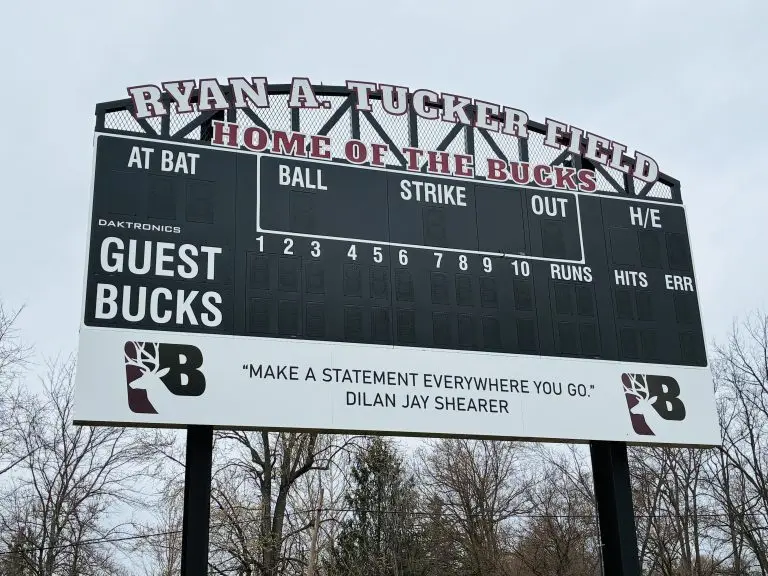 RYAN A. TUCKER FIELD
HOME OF THE BUCKS
AT BAT
BALL
STRIKE
OUT
H/E
DAKTRONICS
1 2 3 4 5 6 7 8 9 10 RUNS HITS ERR
GUEST
BUCKS
B
"MAKE A STATEMENT EVERYWHERE YOU GO."
DILAN JAY SHEARER
B